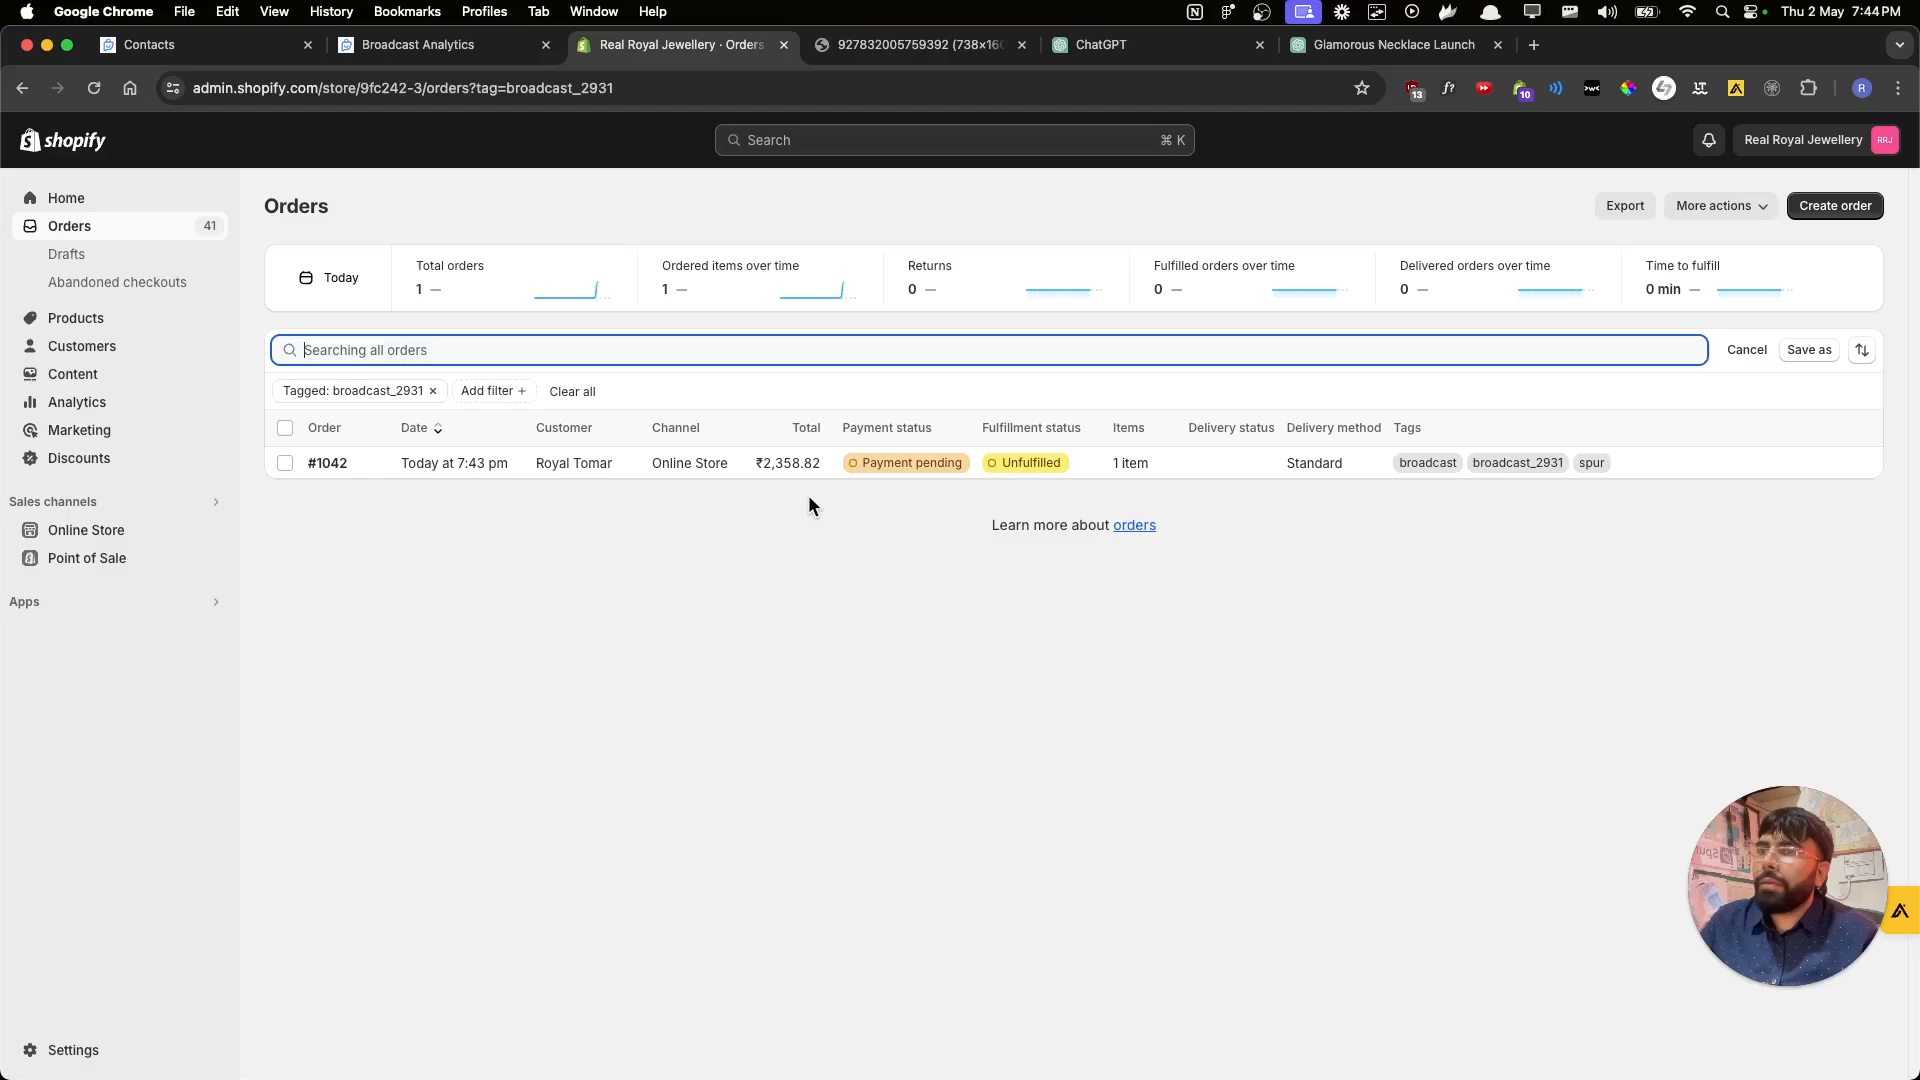 Google Chrome File Edit View History Bookmarks Profiles Tab Window Help Thu 2 May 7:44 PM
Contacts Broadcast Analytics Real Royal Jewellery · Orders 927832005759392 (738×160 ChatGPT Glamorous Necklace Launch
admin.shopify.com/store/9fc242-3/orders?tag=broadcast_2931 13 f? 10 R
shopify Search ⌘ K Real Royal Jewellery RRJ
Home
Orders 41
Drafts
Abandoned checkouts
Products
Customers
Content
Analytics
Marketing
Discounts
Sales channels
Online Store
Point of Sale
Apps
Settings
Orders Export More actions Create order
Today
Total orders
1 —
Ordered items over time
1 —
Returns
0 —
Fulfilled orders over time
0 —
Delivered orders over time
0 —
Time to fulfill
0 min —
Searching all orders Cancel Save as
Tagged: broadcast_2931 × Add filter + Clear all
Order Date Customer Channel Total Payment status Fulfillment status Items Delivery status Delivery method Tags
#1042 Today at 7:43 pm Royal Tomar Online Store ₹2,358.82 Payment pending Unfulfilled 1 item Standard broadcast broadcast_2931 spur
Learn more about orders